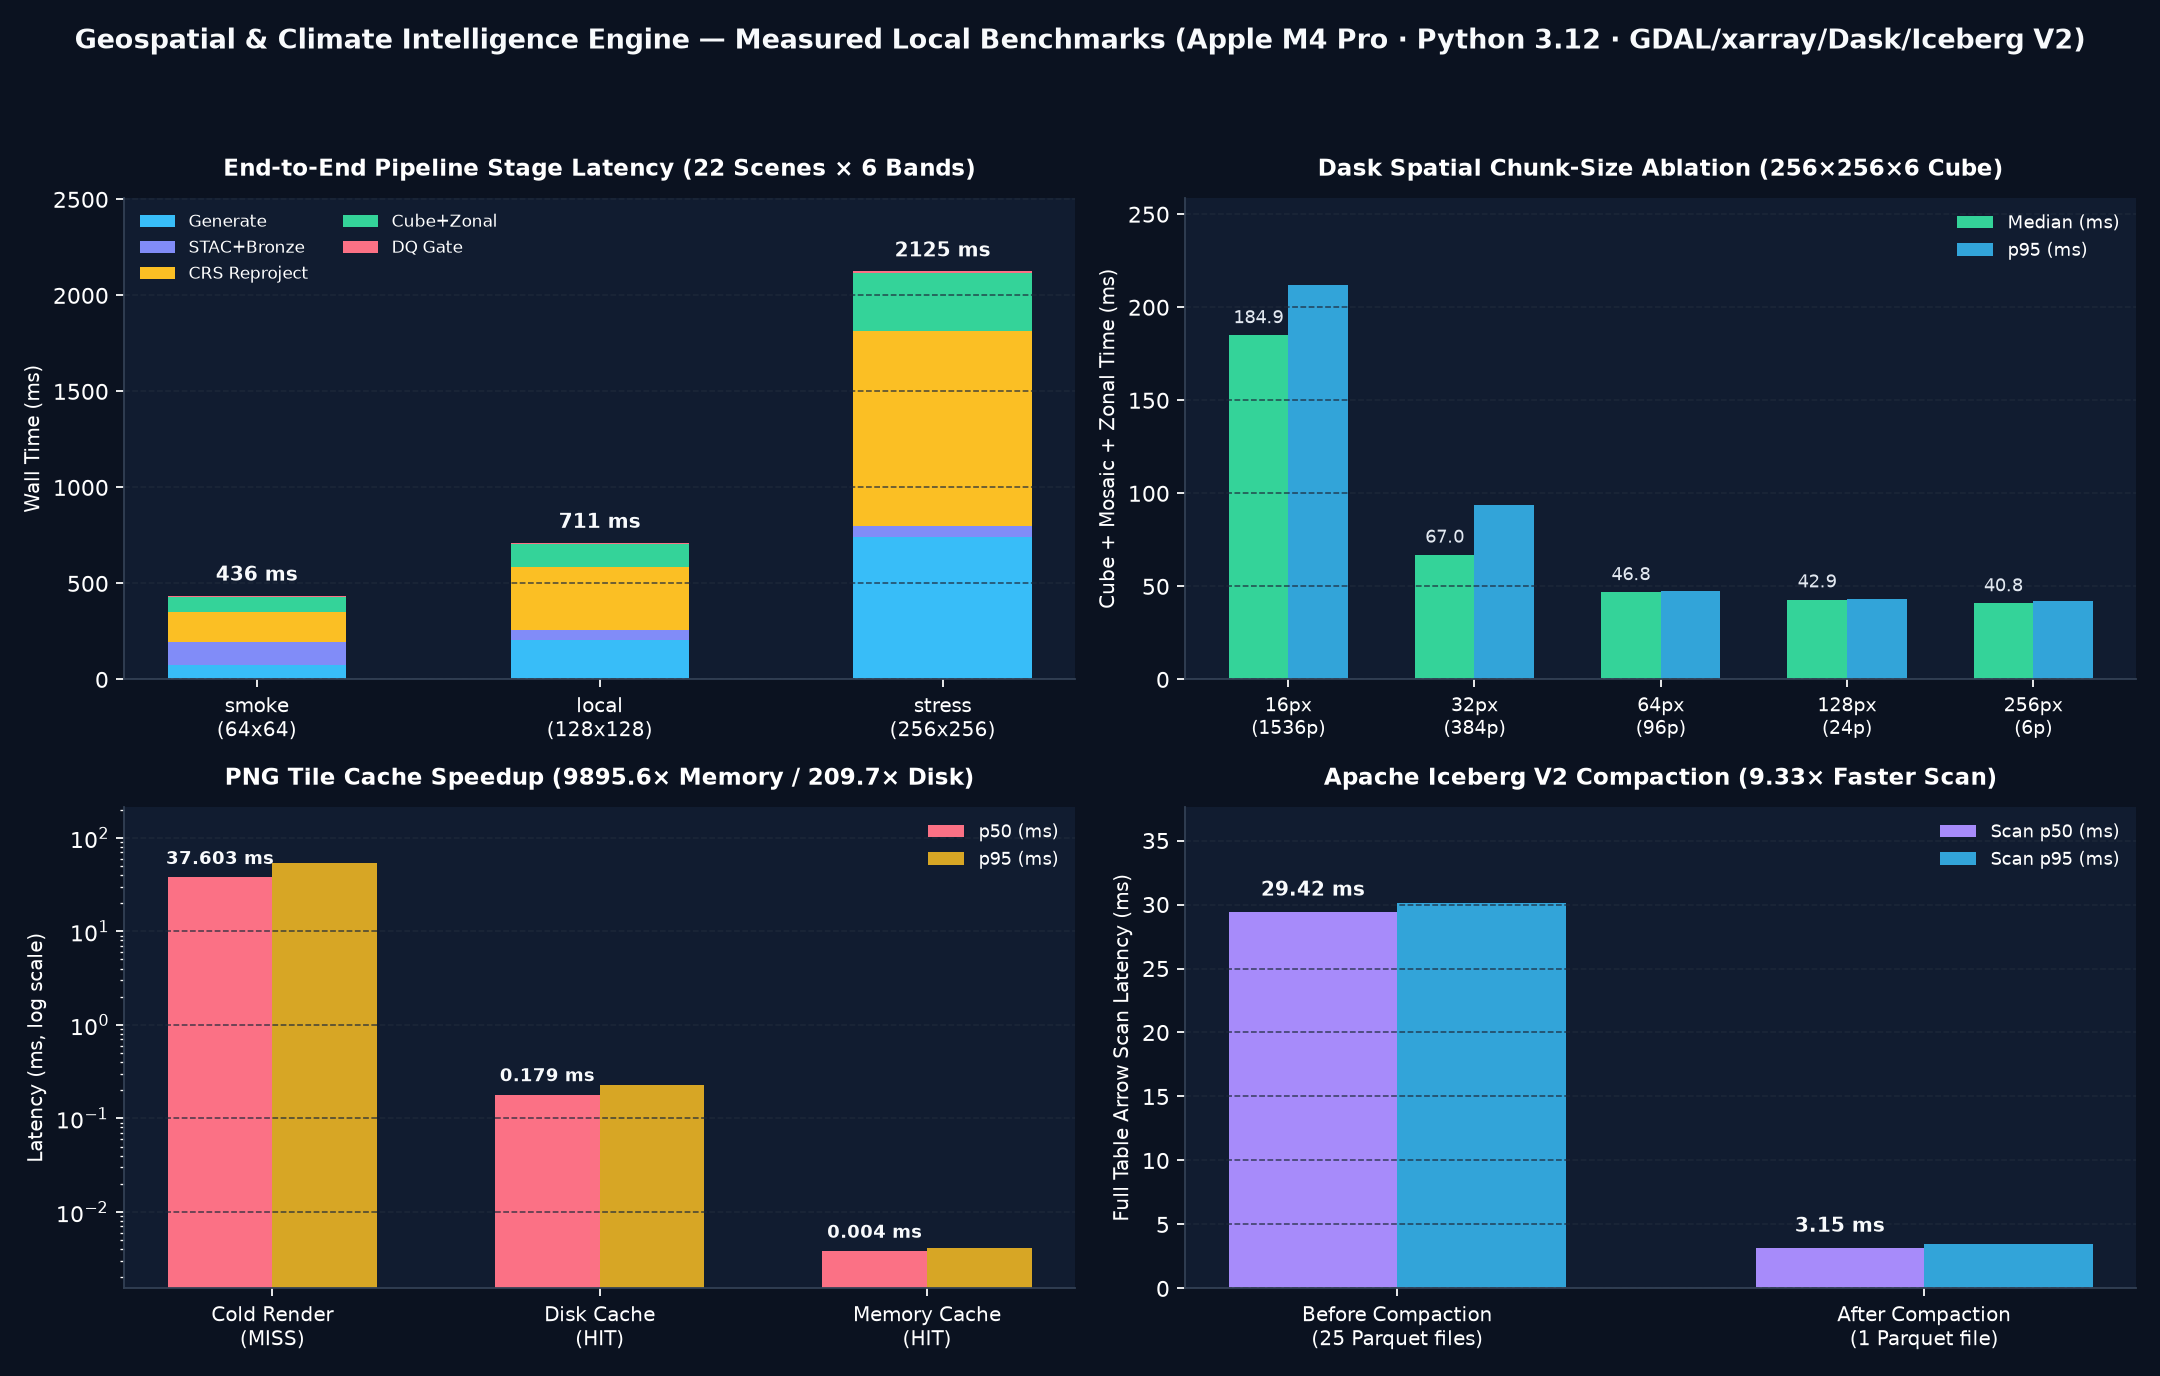 Geospatial & Climate Intelligence Engine — Measured Local Benchmarks (Apple M4 Pro · Python 3.12 · GDAL/xarray/Dask/Iceberg V2)
End-to-End Pipeline Stage Latency (22 Scenes × 6 Bands)
Wall Time (ms)
2500
2000
1500
1000
500
0
Generate
STAC+Bronze
CRS Reproject
Cube+Zonal
DQ Gate
436 ms
711 ms
2125 ms
smoke
(64x64)
local
(128x128)
stress
(256x256)
Dask Spatial Chunk-Size Ablation (256×256×6 Cube)
Cube + Mosaic + Zonal Time (ms)
250
200
150
100
50
0
Median (ms)
p95 (ms)
184.9
67.0
46.8
42.9
40.8
16px
(1536p)
32px
(384p)
64px
(96p)
128px
(24p)
256px
(6p)
PNG Tile Cache Speedup (9895.6× Memory / 209.7× Disk)
Latency (ms, log scale)
10²
10¹
10⁰
10⁻¹
10⁻²
p50 (ms)
p95 (ms)
37.603 ms
0.179 ms
0.004 ms
Cold Render
(MISS)
Disk Cache
(HIT)
Memory Cache
(HIT)
Apache Iceberg V2 Compaction (9.33× Faster Scan)
Full Table Arrow Scan Latency (ms)
35
30
25
20
15
10
5
0
Scan p50 (ms)
Scan p95 (ms)
29.42 ms
3.15 ms
Before Compaction
(25 Parquet files)
After Compaction
(1 Parquet file)